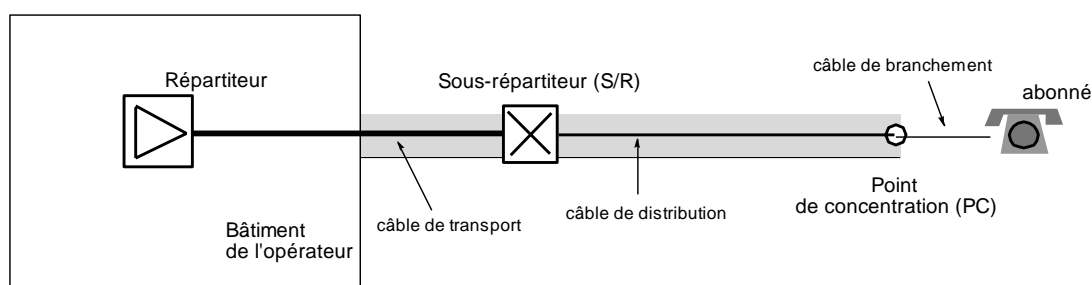 Répartiteur
Sous-répartiteur (S/R)
câble de branchement
abonné
Point
de concentration (PC)
câble de transport
câble de distribution
Bâtiment
de l'opérateur